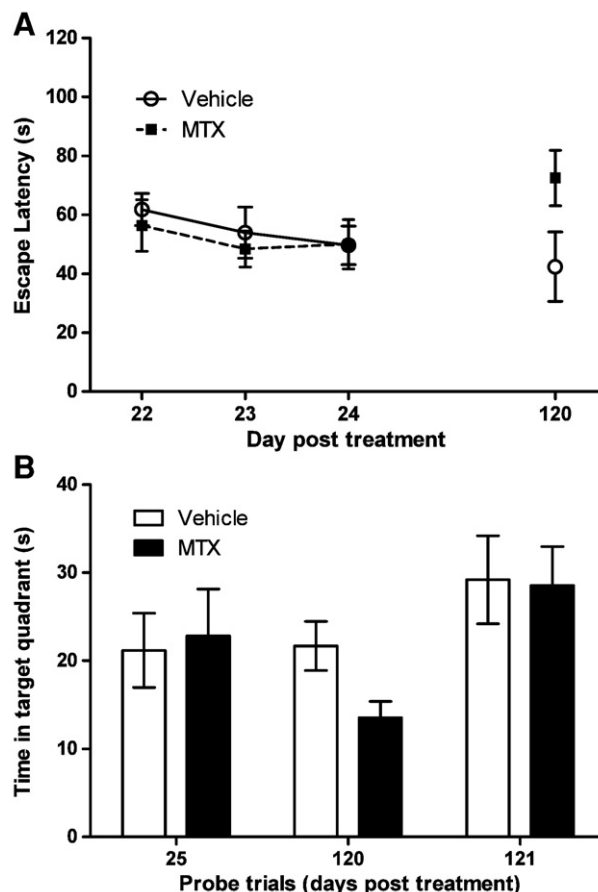 A
120
100
80
60
40
20
0
Escape Latency (s)
Vehicle
MTX
22 23 24 120
Day post treatment
B
40
30
20
10
0
Time in target quadrant (s)
Vehicle
MTX
25 120 121
Probe trials (days post treatment)